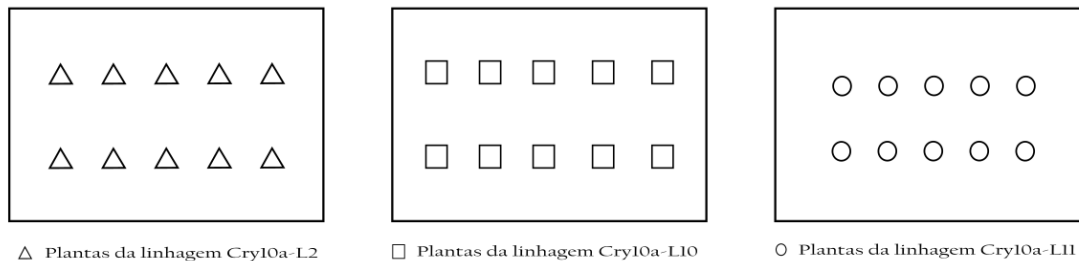 Plantas da linhagem Cry10a-L2
Plantas da linhagem Cry10a-L10
Plantas da linhagem Cry10a-L11